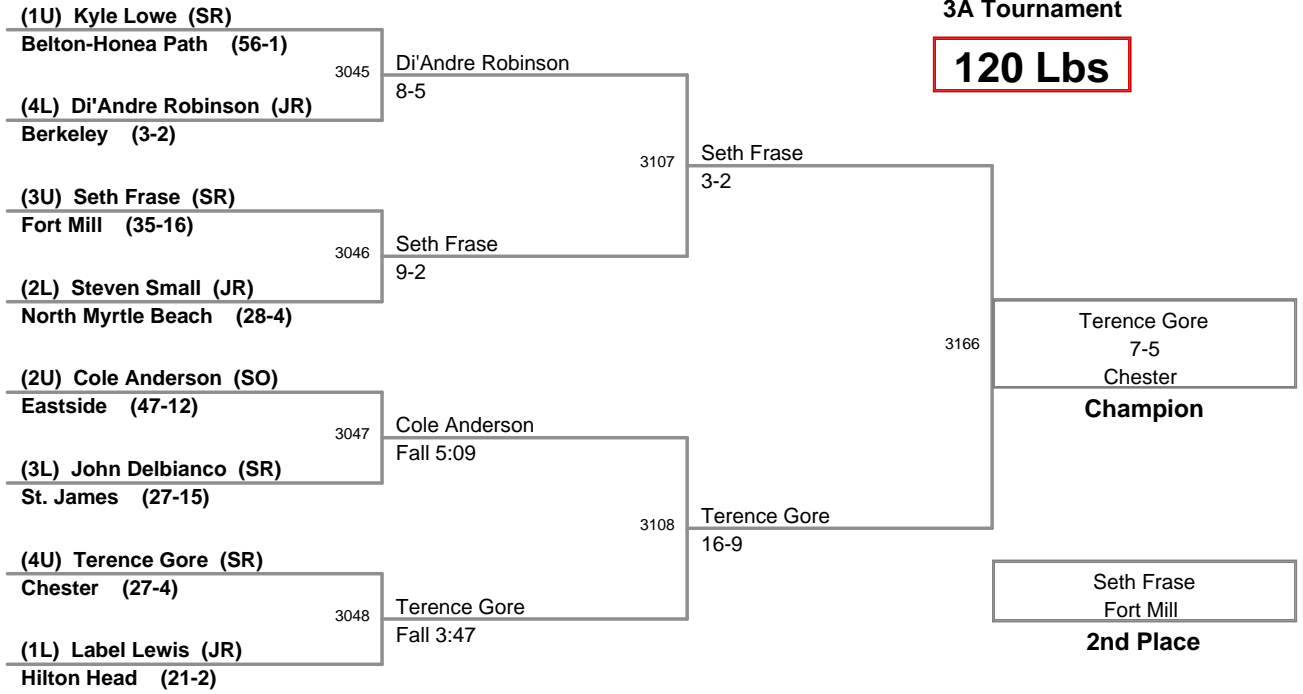 3A Tournament
120 Lbs
(1U) Kyle Lowe (SR)
Belton-Honea Path (56-1)
3045
Di'Andre Robinson
8-5
(4L) Di'Andre Robinson (JR)
Berkeley (3-2)
3107
Seth Frase
3-2
(3U) Seth Frase (SR)
Fort Mill (35-16)
3046
Seth Frase
9-2
(2L) Steven Small (JR)
North Myrtle Beach (28-4)
3166
Terence Gore
7-5
Chester
Champion
(2U) Cole Anderson (SO)
Eastside (47-12)
3047
Cole Anderson
Fall 5:09
(3L) John Delbianco (SR)
St. James (27-15)
3108
Terence Gore
16-9
(4U) Terence Gore (SR)
Chester (27-4)
3048
Terence Gore
Fall 3:47
(1L) Label Lewis (JR)
Hilton Head (21-2)
Seth Frase
Fort Mill
2nd Place